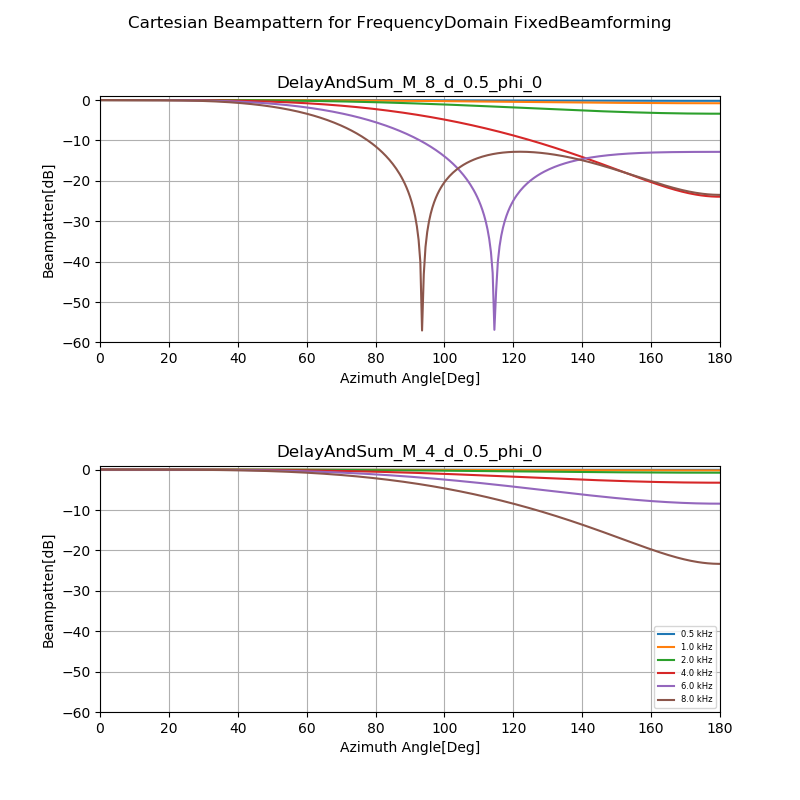 Cartesian Beampattern for FrequencyDomain FixedBeamforming
DelayAndSum_M_8_d_0.5_phi_0
0
−10
−20
−30
−40
−50
−60
Beampatten[dB]
0 20 40 60 80 100 120 140 160 180
Azimuth Angle[Deg]
DelayAndSum_M_4_d_0.5_phi_0
0
−10
−20
−30
−40
−50
−60
Beampatten[dB]
0.5 kHz
1.0 kHz
2.0 kHz
4.0 kHz
6.0 kHz
8.0 kHz
0 20 40 60 80 100 120 140 160 180
Azimuth Angle[Deg]